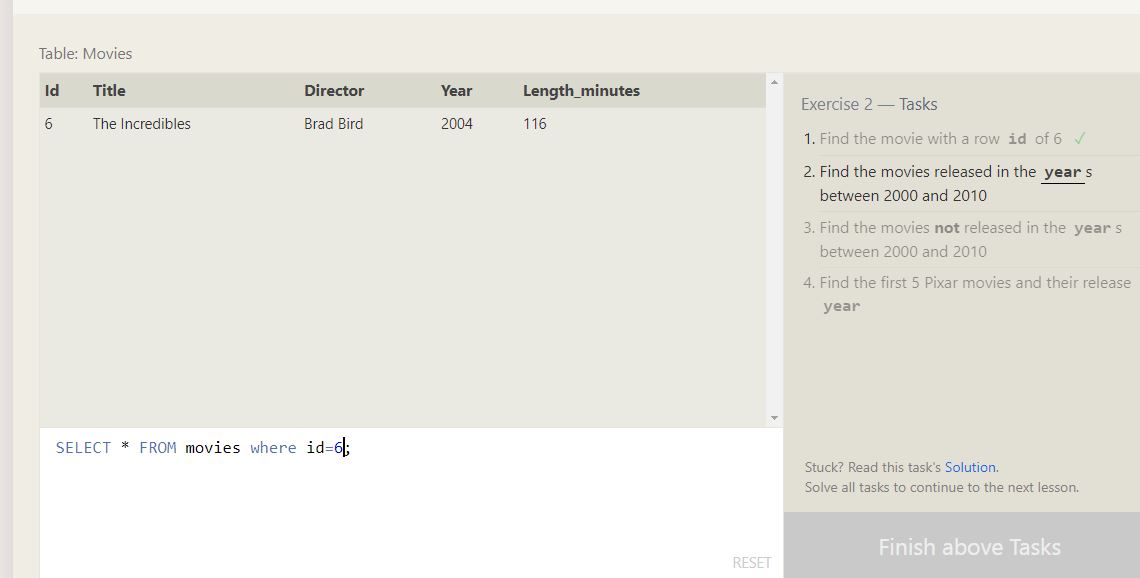 Table: Movies
Id Title Director Year Length_minutes
6 The Incredibles Brad Bird 2004 116
SELECT * FROM movies where id=6;
RESET
Exercise 2 — Tasks
1. Find the movie with a row id of 6 ✓
2. Find the movies released in the year s
between 2000 and 2010
3. Find the movies not released in the year s
between 2000 and 2010
4. Find the first 5 Pixar movies and their release
year
Stuck? Read this task's Solution.
Solve all tasks to continue to the next lesson.
Finish above Tasks